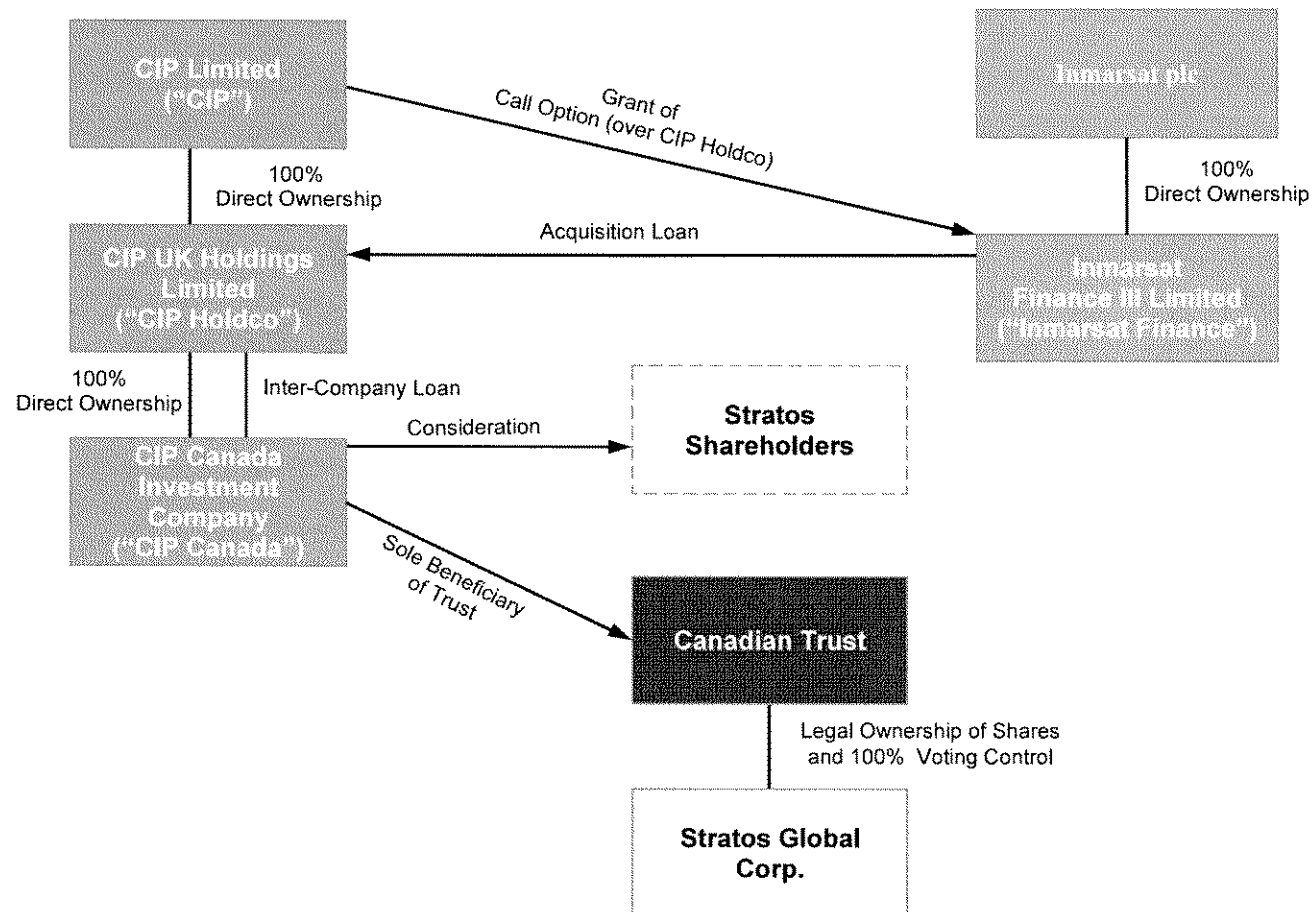 CIP Limited
("CIP")
Inmarsat plc
Grant of
Call Option (over CIP Holdco)
100%
Direct Ownership
100%
Direct Ownership
CIP UK Holdings
Limited
("CIP Holdco")
Acquisition Loan
Inmarsat
Finance III Limited
("Inmarsat Finance")
100%
Direct Ownership
Inter-Company Loan
Consideration
Stratos
Shareholders
CIP Canada
Investment
Company
("CIP Canada")
Sole Beneficiary
of Trust
Canadian Trust
Legal Ownership of Shares
and 100% Voting Control
Stratos Global
Corp.